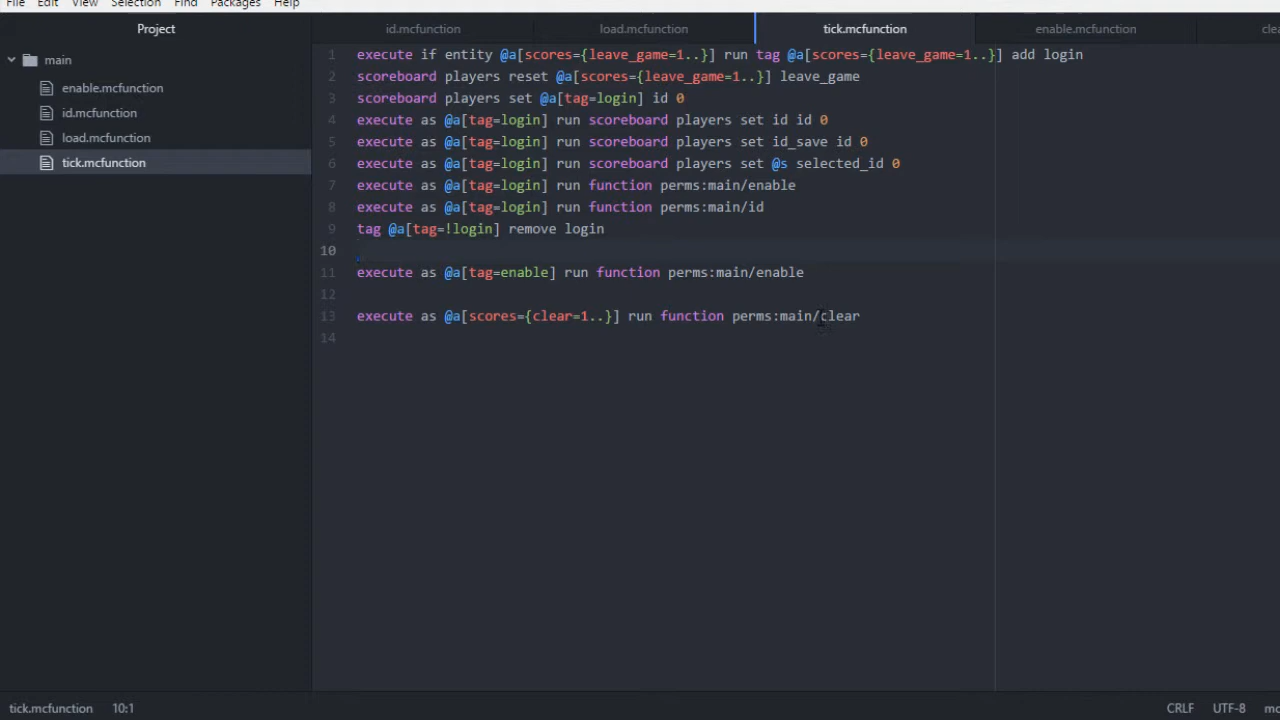 File Edit View Selection Find Packages Help
Project
id.mcfunction load.mcfunction tick.mcfunction enable.mcfunction
main
enable.mcfunction
id.mcfunction
load.mcfunction
tick.mcfunction
1 execute if entity @a[scores={leave_game=1..}] run tag @a[scores={leave_game=1..}] add login
2 scoreboard players reset @a[scores={leave_game=1..}] leave_game
3 scoreboard players set @a[tag=login] id 0
4 execute as @a[tag=login] run scoreboard players set id id 0
5 execute as @a[tag=login] run scoreboard players set id_save id 0
6 execute as @a[tag=login] run scoreboard players set @s selected_id 0
7 execute as @a[tag=login] run function perms:main/enable
8 execute as @a[tag=login] run function perms:main/id
9 tag @a[tag=!login] remove login
10
11 execute as @a[tag=enable] run function perms:main/enable
12
13 execute as @a[scores={clear=1..}] run function perms:main/clear
14
tick.mcfunction 10:1 CRLF UTF-8